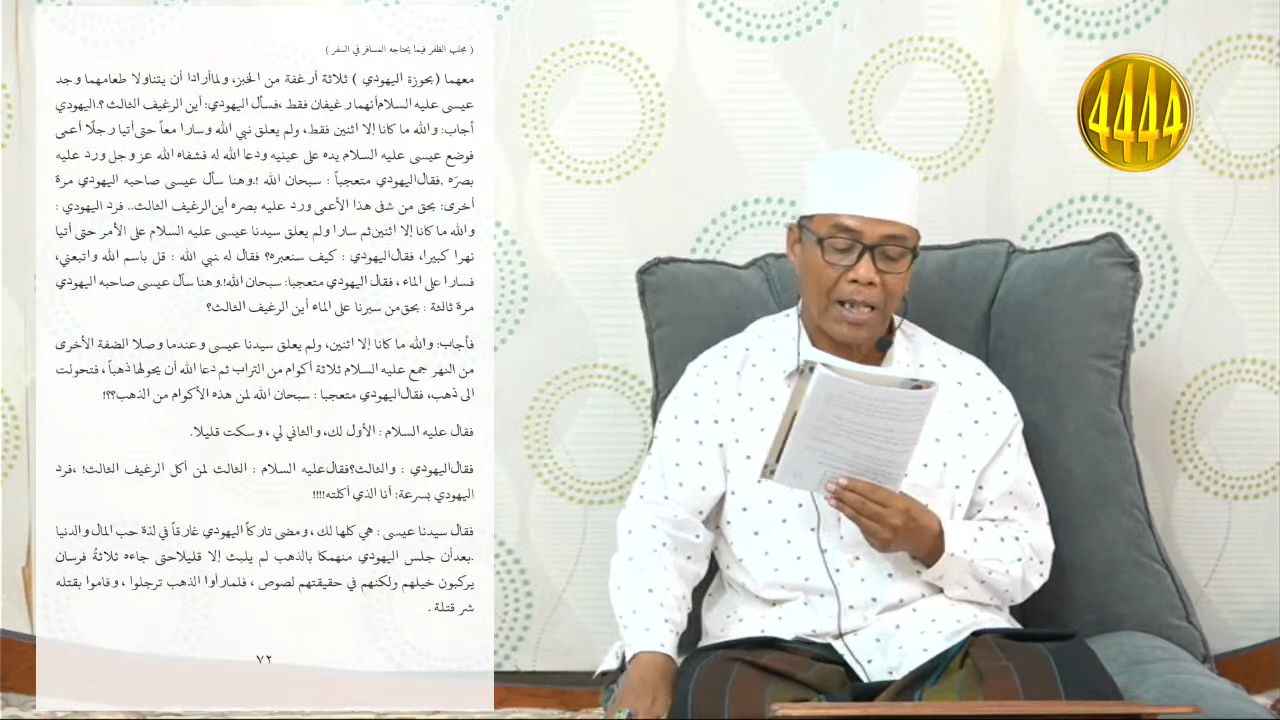 ( مجلب الظفر فيما يحتاجه المسافر في السفر )
معهما (بحوزة اليهودي ) ثلاثة أرغفة من الخبز، ولماأرادا أن يتناولا طعامهما وجد
عيسى عليه السلام‌أنهمارغيفان فقط ،فسأل اليهودي: أين الرغيف الثالث ؟.اليهودي
أجاب: والله ما كانا إلا اثنين فقط، ولم يعلق نبي الله وسارا معاً حتى‌أتيا رجلًا أعمى
فوضع عيسى عليه السلام يده على عينيه ودعا الله له فشفاه الله عز وجل ورد عليه
بصرَه .فقال‌اليهودي متعجباً : سبحان الله !.وهنا سأل عيسى صاحبه اليهودي مرة
أخرى: بحق من شفى هذا الأعمى ورد عليه بصره أين‌الرغيف الثالث.. فرد اليهودي :
والله ما كانا إلا اثنين‌ثم سارا ولم يعلق سيدنا عيسى عليه السلام على الأمر حتى أتيا
نهرا كبيرا، فقال‌اليهودي : كيف سنعبره؟ فقال له نبي الله : قل باسم الله واتبعني،
فسارا على الماء ، فقال اليهودي متعجبا: سبحان الله!.وهنا سأل عيسى صاحبه اليهودي
مرة ثالثة : بحق‌من سيرنا على الماء أين الرغيف الثالث؟
فأجاب: والله ما كانا إلا اثنين، ولم يعلق سيدنا عيسى وعندما وصلا الضفة الأخرى
من النهر جمع عليه السلام ثلاثة أكوام من التراب ثم دعا الله أن يحولها ذهباً ، فتحولت
الى ذهب، فقال‌اليهودي متعجبا : سبحان الله لمن هذه الأكوام من الذهب؟؟!
فقال عليه السلام : الأول لك، والثاني لي ، وسكت قليلا.
فقال‌اليهودي : والثالث؟فقال‌عليه السلام : الثالث لمن أكل الرغيف الثالث! ،فرد
اليهودي بسرعة: أنا الذي أكلته!!!!
فقال سيدنا عيسى : هي كلها لك ، ومضى تاركاً اليهودي غارقاً في لذة حب المال والدنيا
.بعدأن جلس اليهودي منهمكا بالذهب لم يلبث إلا قليلاحتى جاءه ثلاثةُ فرسان
يركبون خيلهم ولكنهم في حقيقتهم لصوص ، فلمارأوا الذهب ترجلوا ، وقاموا بقتله
شر قتلة .
٧٢
4444